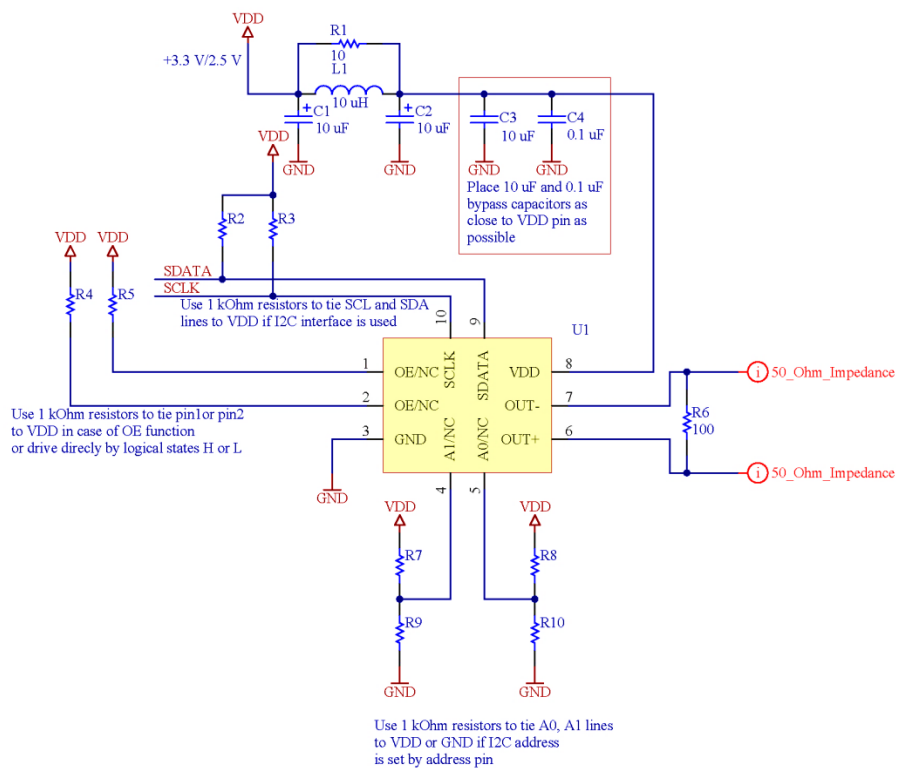 VDD
R1
+3.3 V/2.5 V
10
L1
10 uH
C1
10 uF
C2
10 uF
C3
10 uF
C4
0.1 uF
VDD
GND
GND
GND
GND
Place 10 uF and 0.1 uF
bypass capacitors as
close to VDD pin as
possible
R2
R3
VDD
VDD
SDATA
SCLK
R4
R5
Use 1 kOhm resistors to tie SCL and SDA
lines to VDD if I2C interface is used
10
9
U1
1
OE/NC
SCLK
SDATA
VDD
8
50_Ohm_Impedance
2
OE/NC
OUT-
7
Use 1 kOhm resistors to tie pin1or pin2
to VDD in case of OE function
or drive direcly by logical states H or L
R6
100
3
GND
A1/NC
A0/NC
OUT+
6
50_Ohm_Impedance
GND
4
5
VDD
VDD
R7
R8
R9
R10
GND
GND
Use 1 kOhm resistors to tie A0, A1 lines
to VDD or GND if I2C address
is set by address pin